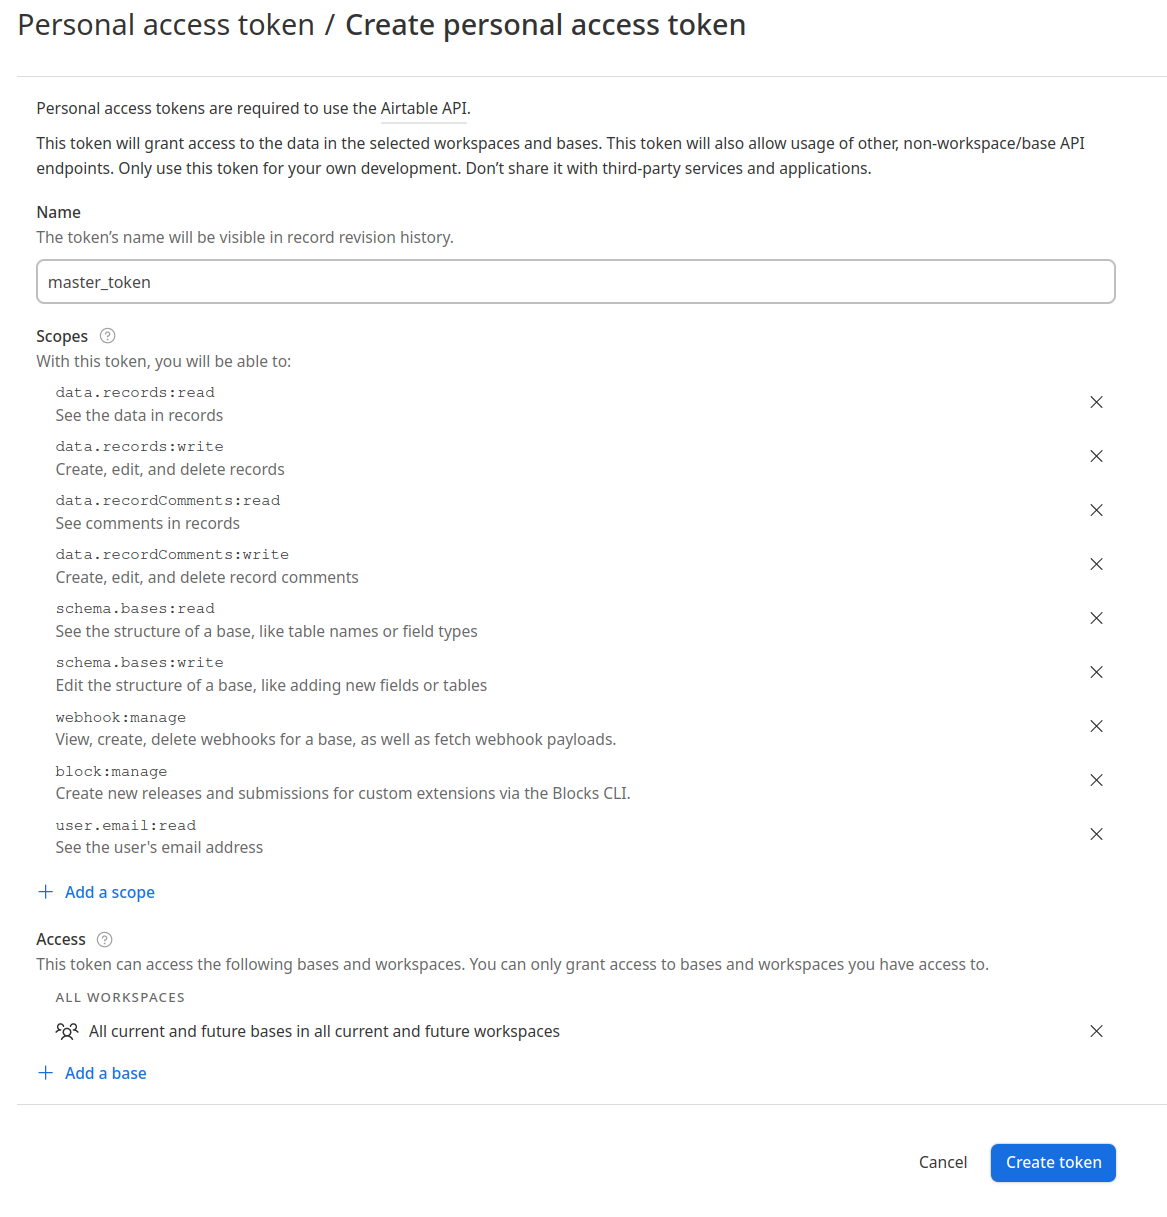 Personal access token / Create personal access token
Personal access tokens are required to use the Airtable API.
This token will grant access to the data in the selected workspaces and bases. This token will also allow usage of other, non-workspace/base API
endpoints. Only use this token for your own development. Don’t share it with third-party services and applications.
Name
The token’s name will be visible in record revision history.
master_token
Scopes
With this token, you will be able to:
data.records:read
See the data in records
data.records:write
Create, edit, and delete records
data.recordComments:read
See comments in records
data.recordComments:write
Create, edit, and delete record comments
schema.bases:read
See the structure of a base, like table names or field types
schema.bases:write
Edit the structure of a base, like adding new fields or tables
webhook:manage
View, create, delete webhooks for a base, as well as fetch webhook payloads.
block:manage
Create new releases and submissions for custom extensions via the Blocks CLI.
user.email:read
See the user's email address
Add a scope
Access
This token can access the following bases and workspaces. You can only grant access to bases and workspaces you have access to.
ALL WORKSPACES
All current and future bases in all current and future workspaces
Add a base
Cancel Create token